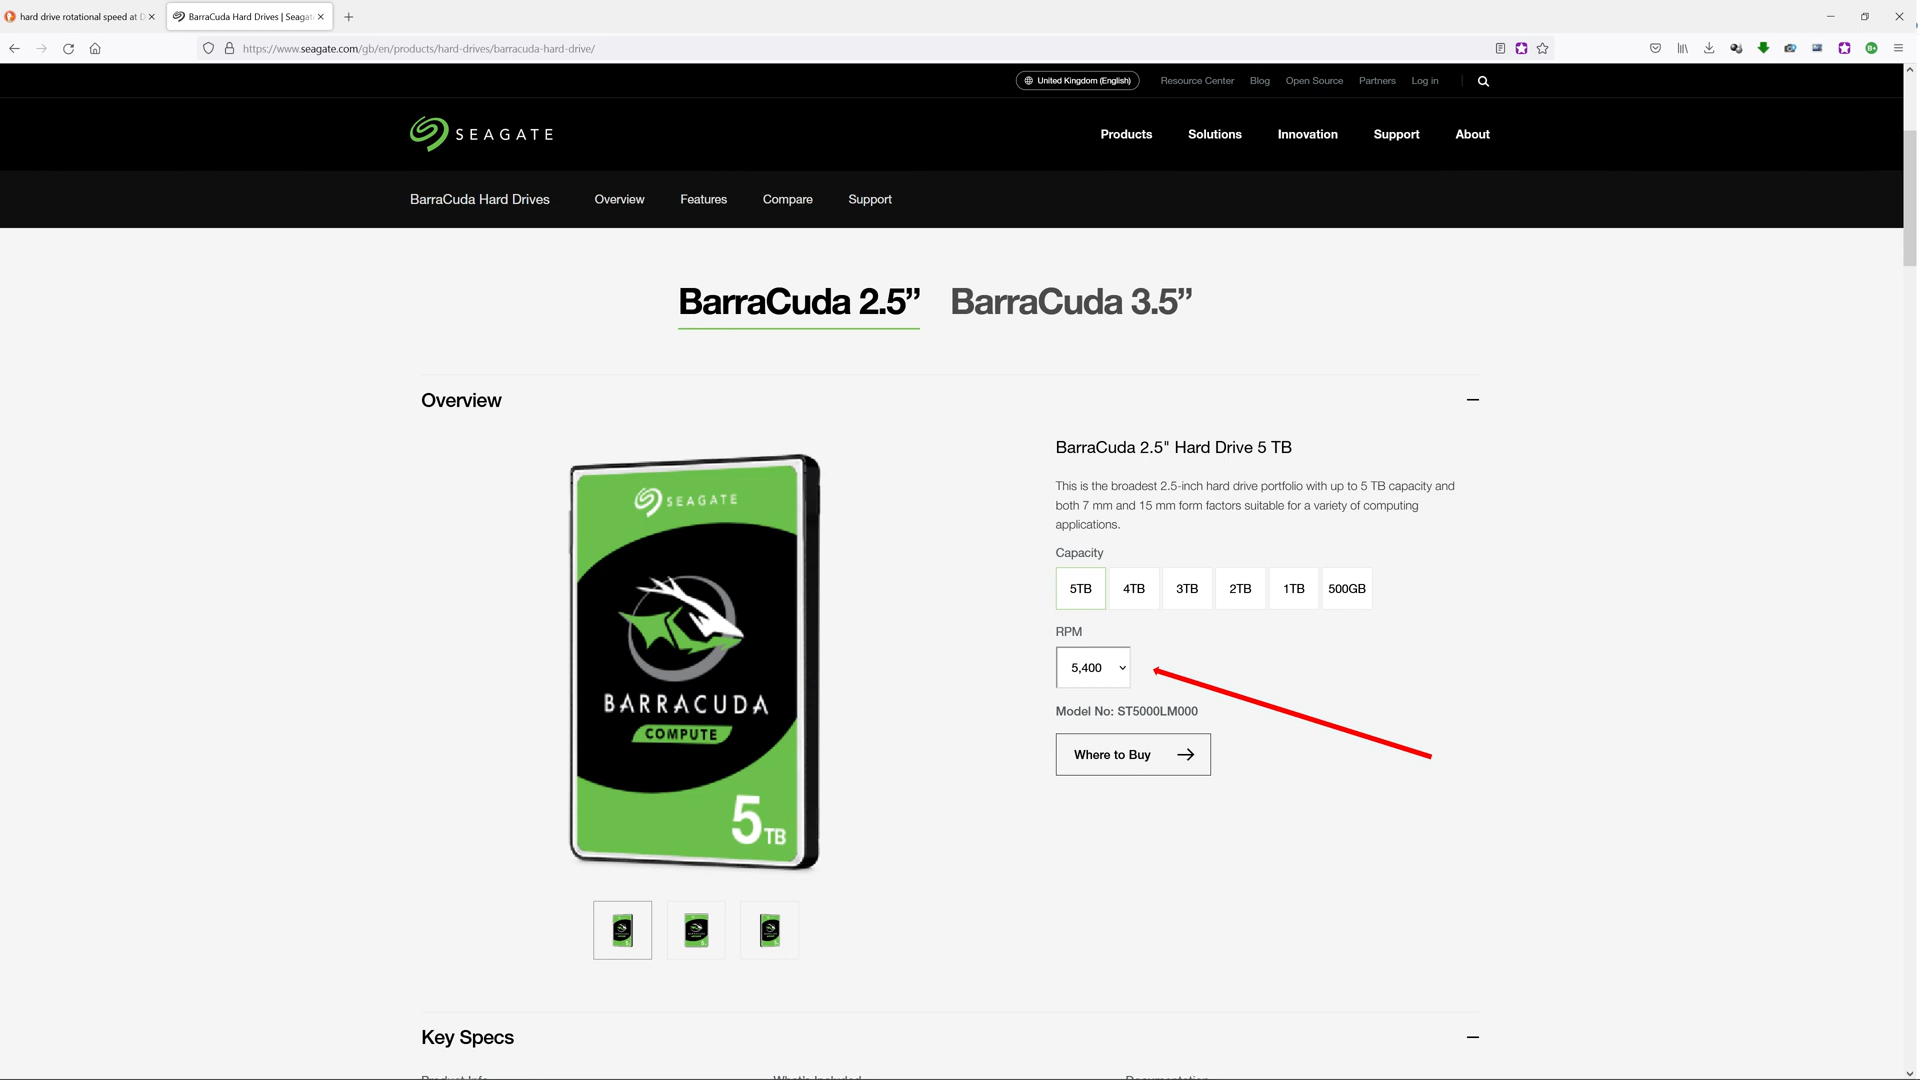 hard drive rotational speed at D
BarraCuda Hard Drives | Seagat
https://www.seagate.com/gb/en/products/hard-drives/barracuda-hard-drive/
United Kingdom (English)
Resource Center
Blog
Open Source
Partners
Log in
SEAGATE
Products
Solutions
Innovation
Support
About
BarraCuda Hard Drives
Overview
Features
Compare
Support
BarraCuda 2.5”
BarraCuda 3.5”
Overview
SEAGATE
BARRACUDA
COMPUTE
5TB
BarraCuda 2.5" Hard Drive 5 TB
This is the broadest 2.5-inch hard drive portfolio with up to 5 TB capacity and
both 7 mm and 15 mm form factors suitable for a variety of computing
applications.
Capacity
5TB
4TB
3TB
2TB
1TB
500GB
RPM
5,400
Model No: ST5000LM000
Where to Buy
Key Specs
Product Info
What's Included
Documentation